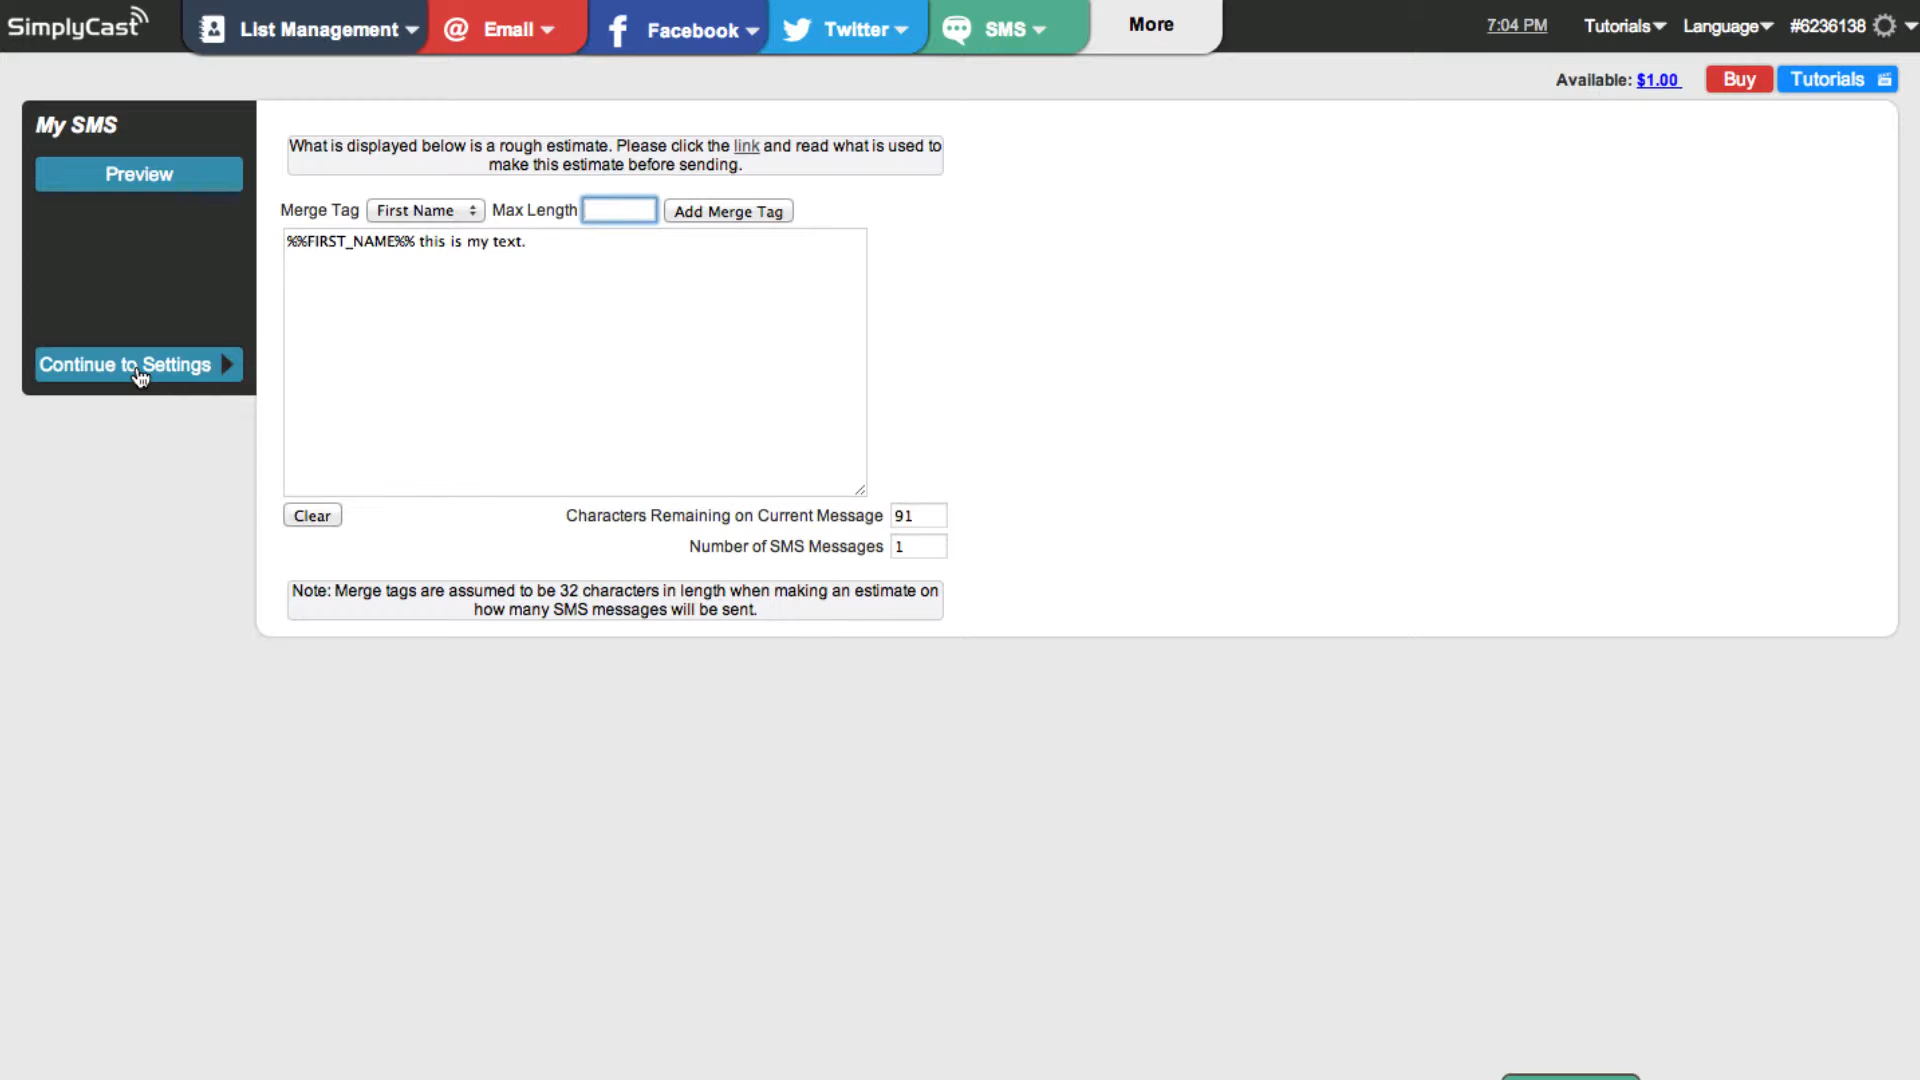 SimplyCast
List Management
Email
Facebook
Twitter
SMS
More
7:04 PM
Tutorials
Language
#6236138
Available: $1.00
Buy
Tutorials
My SMS
Preview
Continue to Settings
What is displayed below is a rough estimate. Please click the link and read what is used to
make this estimate before sending.
Merge Tag First Name Max Length Add Merge Tag
%%FIRST_NAME%% this is my text.
Clear
Characters Remaining on Current Message 91
Number of SMS Messages 1
Note: Merge tags are assumed to be 32 characters in length when making an estimate on
how many SMS messages will be sent.